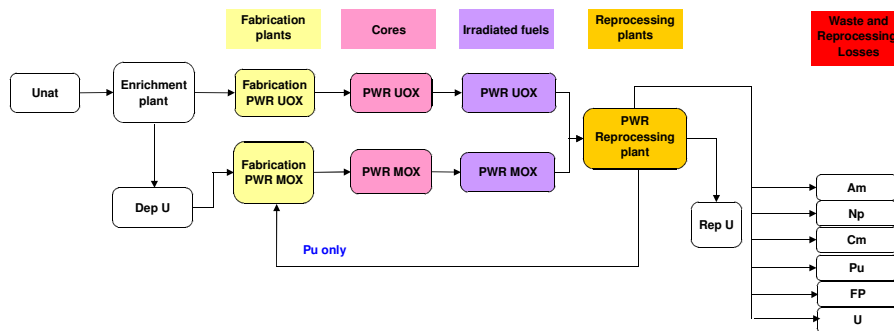 Fabrication
plants
Cores
Irradiated fuels
Reprocessing
plants
Waste and
Reprocessing
Losses
Unat
Enrichment
plant
Fabrication
PWR UOX
PWR UOX
PWR UOX
PWR
Reprocessing
plant
Fabrication
PWR MOX
PWR MOX
PWR MOX
Dep U
Rep U
Pu only
Am
Np
Cm
Pu
FP
U